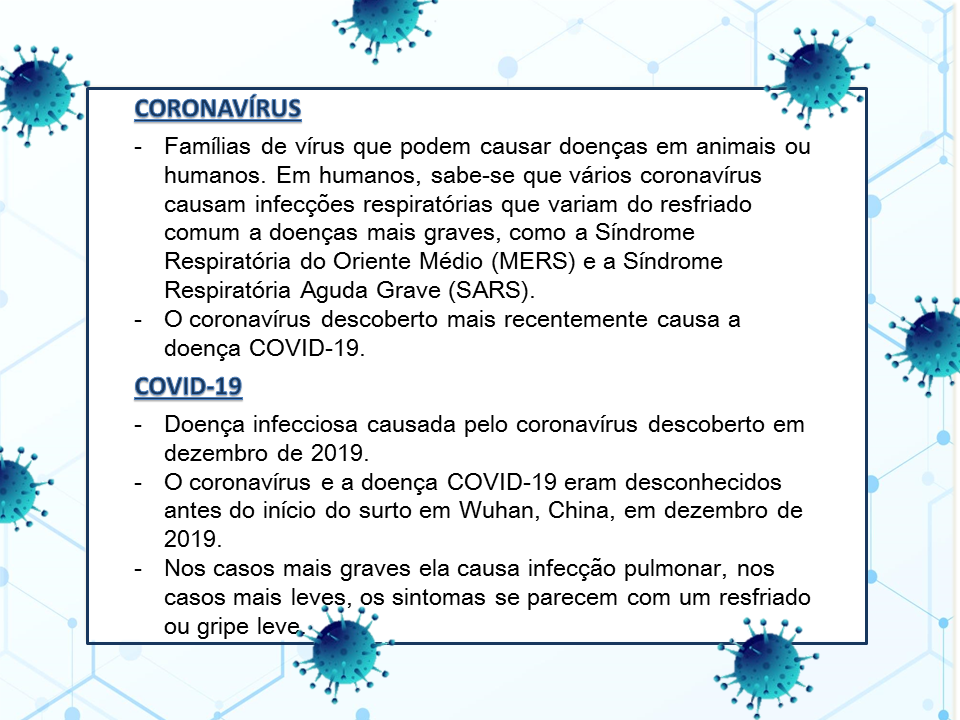 CORONAVÍRUS
- Famílias de vírus que podem causar doenças em animais ou
humanos. Em humanos, sabe-se que vários coronavírus
causam infecções respiratórias que variam do resfriado
comum a doenças mais graves, como a Síndrome
Respiratória do Oriente Médio (MERS) e a Síndrome
Respiratória Aguda Grave (SARS).
- O coronavírus descoberto mais recentemente causa a
doença COVID-19.
COVID-19
- Doença infecciosa causada pelo coronavírus descoberto em
dezembro de 2019.
- O coronavírus e a doença COVID-19 eram desconhecidos
antes do início do surto em Wuhan, China, em dezembro de
2019.
- Nos casos mais graves ela causa infecção pulmonar, nos
casos mais leves, os sintomas se parecem com um resfriado
ou gripe leve.